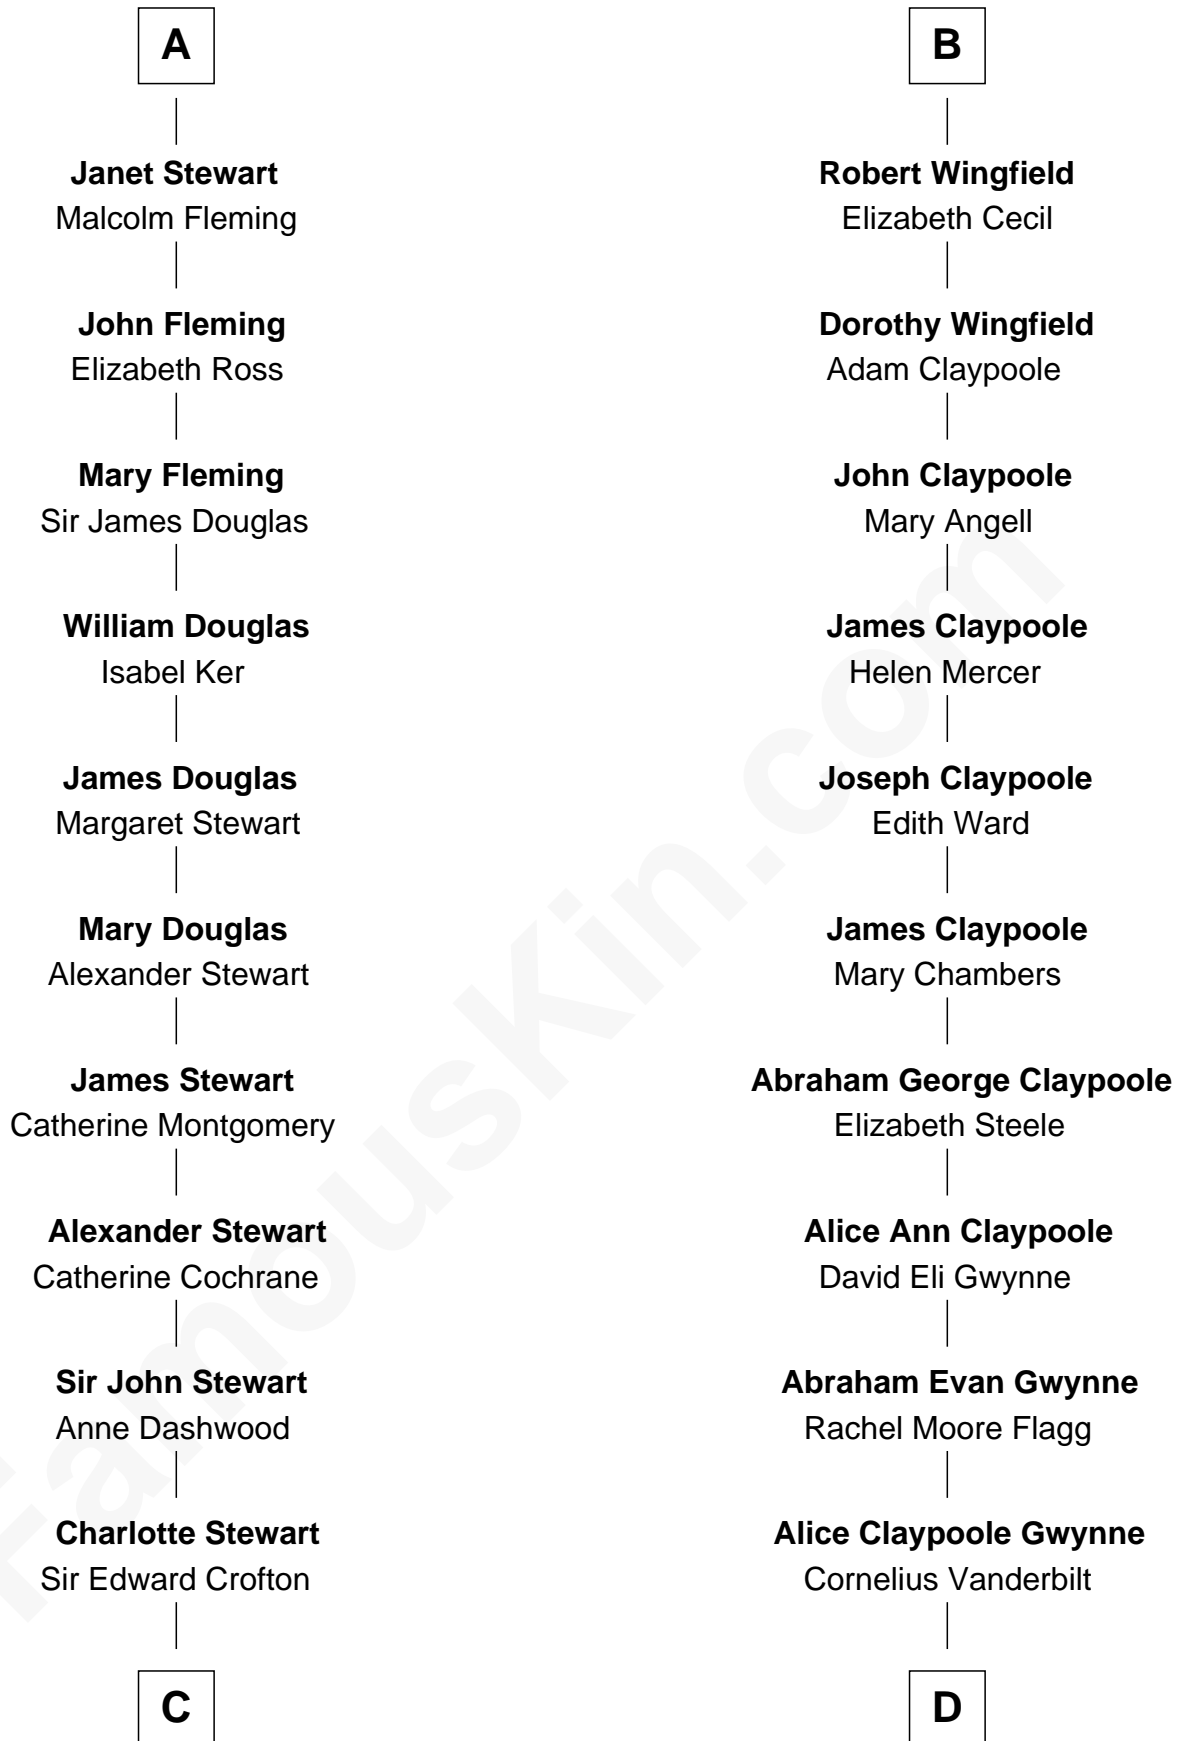 A
Janet Stewart
Malcolm Fleming
John Fleming
Elizabeth Ross
Mary Fleming
Sir James Douglas
William Douglas
Isabel Ker
James Douglas
Margaret Stewart
Mary Douglas
Alexander Stewart
James Stewart
Catherine Montgomery
Alexander Stewart
Catherine Cochrane
Sir John Stewart
Anne Dashwood
Charlotte Stewart
Sir Edward Crofton
C
B
Robert Wingfield
Elizabeth Cecil
Dorothy Wingfield
Adam Claypoole
John Claypoole
Mary Angell
James Claypoole
Helen Mercer
Joseph Claypoole
Edith Ward
James Claypoole
Mary Chambers
Abraham George Claypoole
Elizabeth Steele
Alice Ann Claypoole
David Eli Gwynne
Abraham Evan Gwynne
Rachel Moore Flagg
Alice Claypoole Gwynne
Cornelius Vanderbilt
D
FamousKin.com